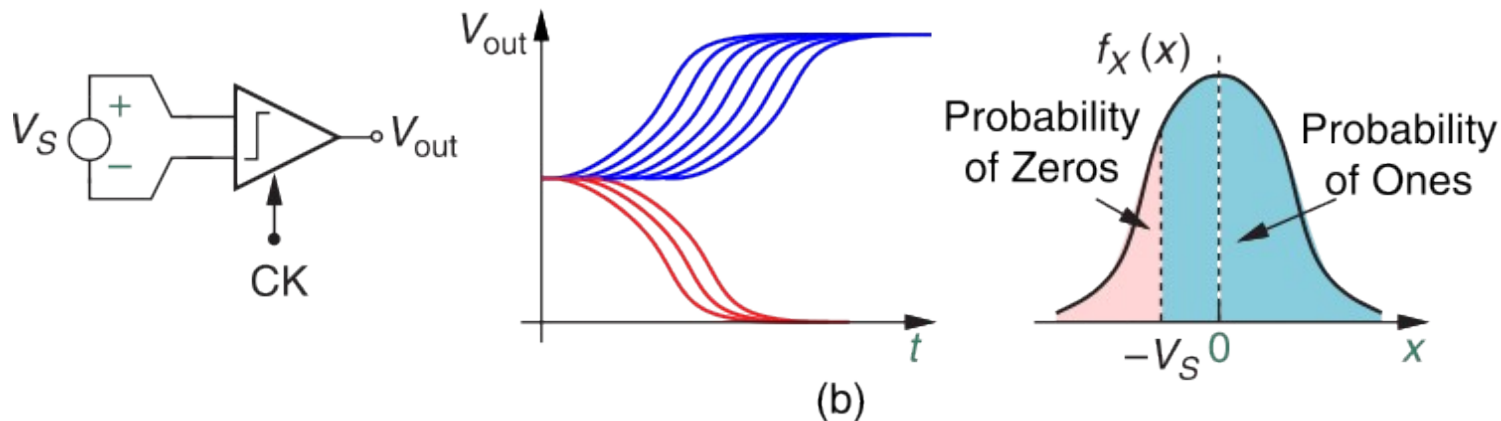 V_S
+
−
V_out
CK
V_out
t
f_X (x)
Probability
of Zeros
Probability
of Ones
−V_S
0
x
(b)